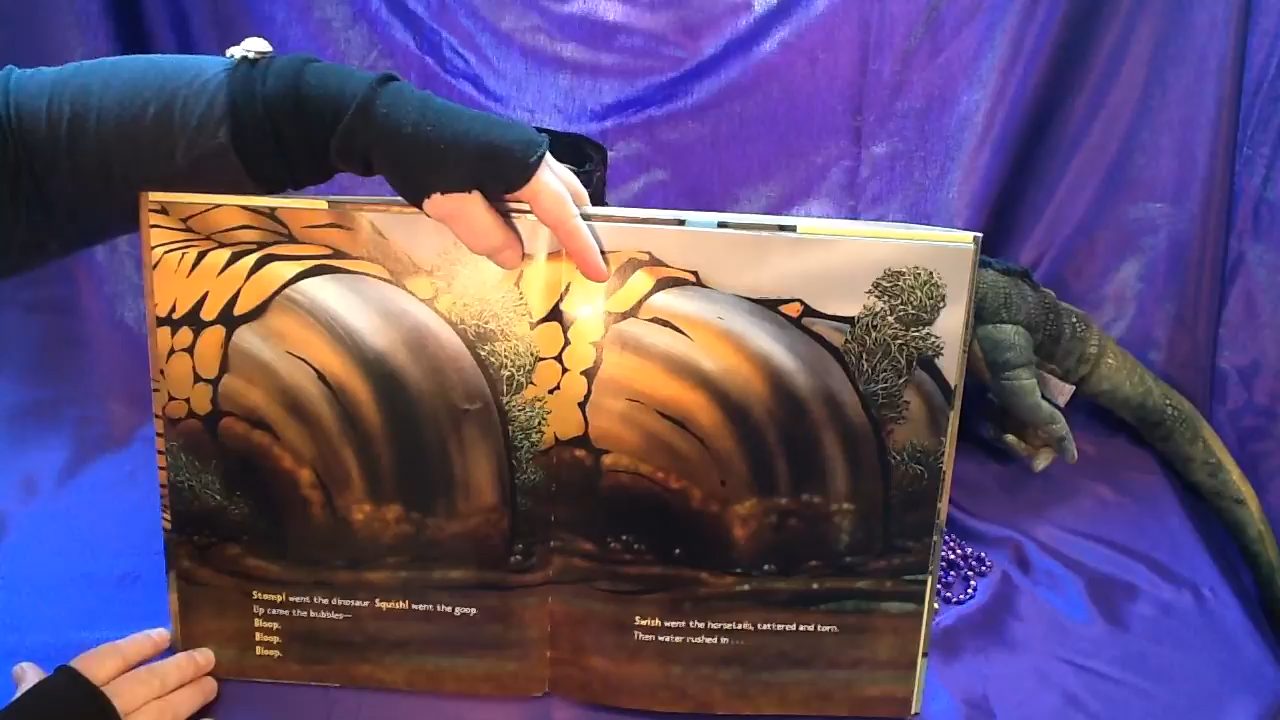 Stomp! went the dinosaur. Squish! went the goop.
Up came the bubbles—
Bloop.
Bloop.
Bloop.
Swish went the horsetails, tattered and torn.
Then water rushed in . . .